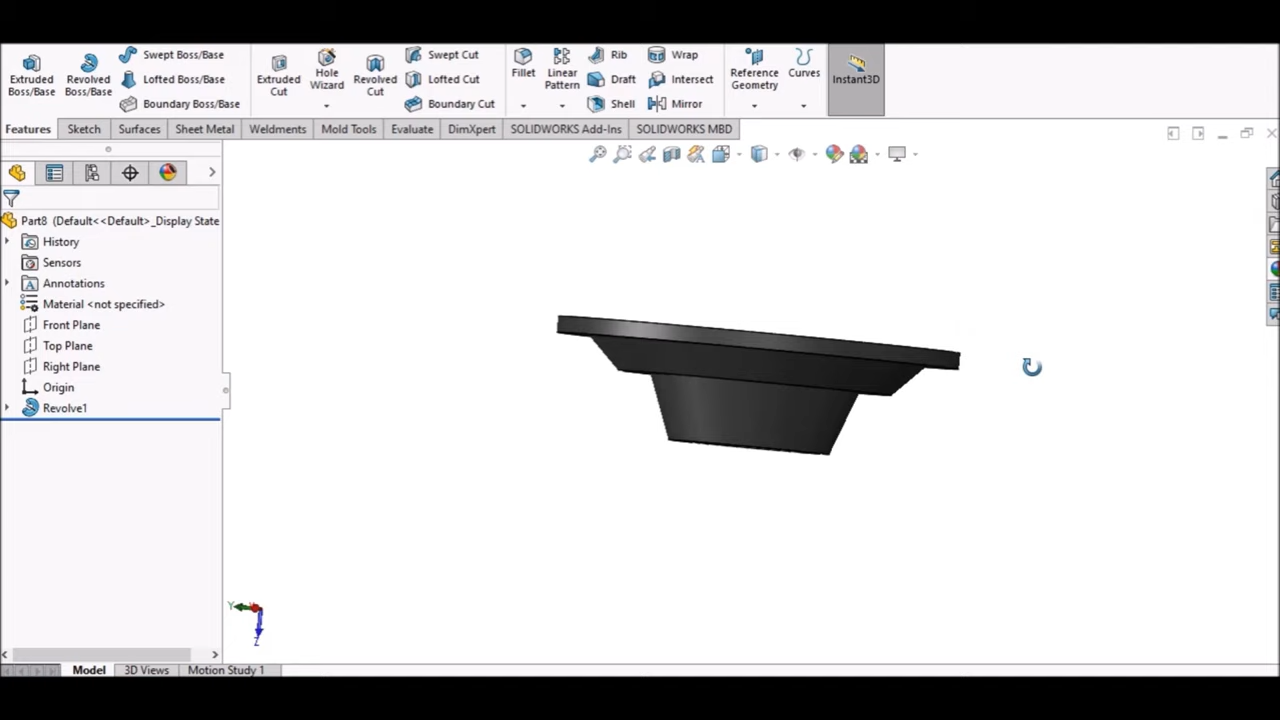 Extruded Boss/Base
Revolved Boss/Base
Swept Boss/Base
Lofted Boss/Base
Boundary Boss/Base
Extruded Cut
Hole Wizard
Revolved Cut
Swept Cut
Lofted Cut
Boundary Cut
Fillet
Linear Pattern
Rib
Draft
Shell
Wrap
Intersect
Mirror
Reference Geometry
Curves
Instant3D
Features Sketch Surfaces Sheet Metal Weldments Mold Tools Evaluate DimXpert SOLIDWORKS Add-Ins SOLIDWORKS MBD
Part8 (Default<<Default>_Display State
History
Sensors
A Annotations
Material <not specified>
Front Plane
Top Plane
Right Plane
Origin
Revolve1
Y
Z
Model 3D Views Motion Study 1